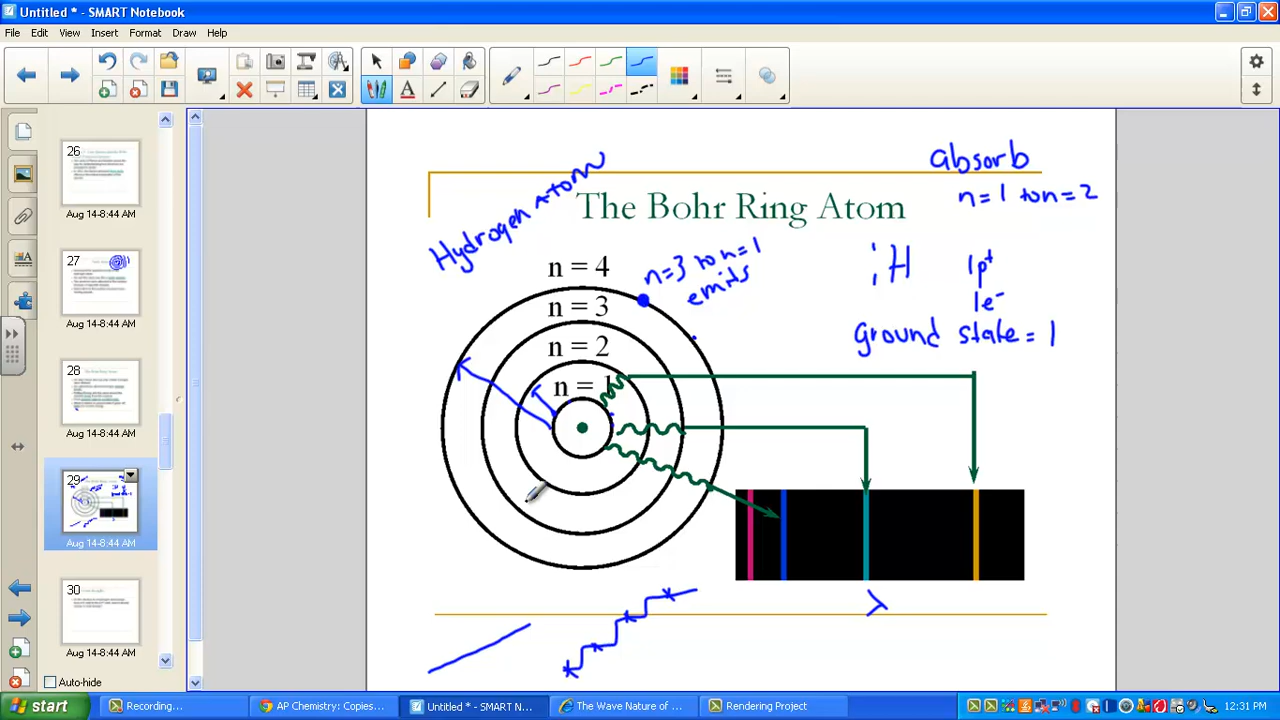 Untitled * - SMART Notebook
File Edit View Insert Format Draw Help
26
Aug 14-8:44 AM
27
Aug 14-8:44 AM
28
Aug 14-8:44 AM
29
Aug 14-8:44 AM
30
Aug 14-8:44 AM
Auto-hide
absorb
n=1 to n=2
Hydrogen Atom
The Bohr Ring Atom
n=3 to n=1
emits
H
1p+
1e-
ground state = 1
n = 4
n = 3
n = 2
n = 1
λ
start
Recording...
AP Chemistry: Copies...
Untitled * - SMART N...
The Wave Nature of ...
Rendering Project
12:31 PM